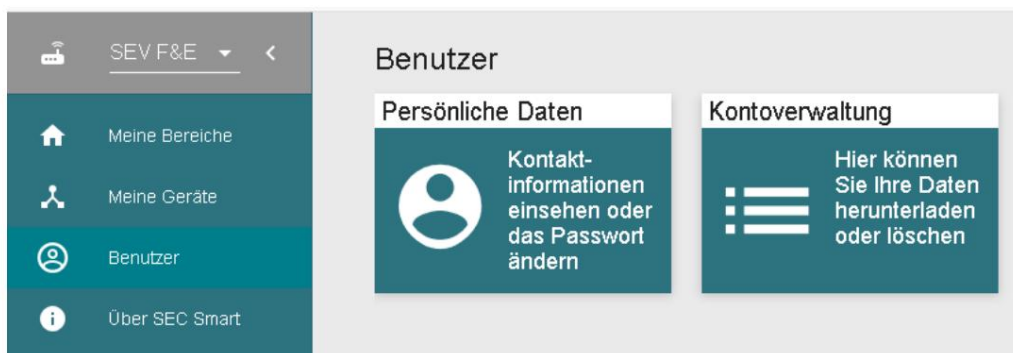 SEV F&E
Meine Bereiche
Meine Geräte
Benutzer
Über SEC Smart
Benutzer
Persönliche Daten
Kontakt-
informationen
einsehen oder
das Passwort
ändern
Kontoverwaltung
Hier können
Sie Ihre Daten
herunterladen
oder löschen